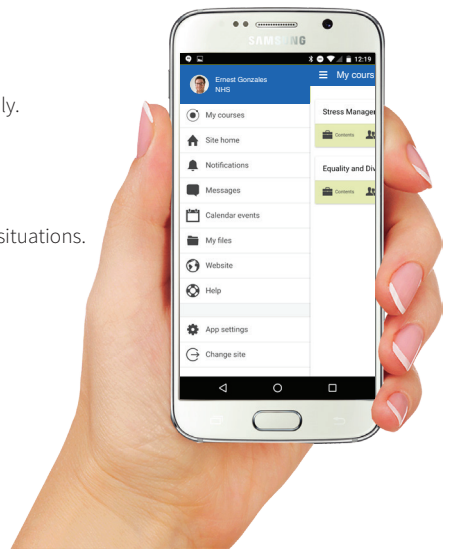 ly.
situations.
SAMSUNG
12:19
Ernest Gonzales
NHS
My cours
My courses
Site home
Notifications
Messages
Calendar events
My files
Website
Help
App settings
Change site
Stress Manager
Contents
Equality and Div
Contents